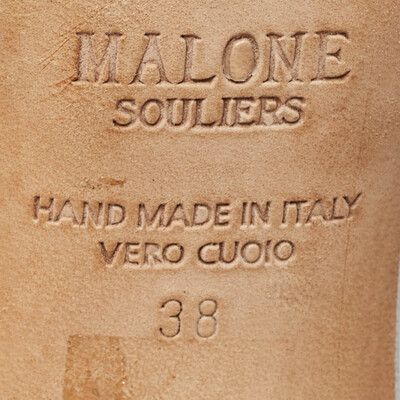 MALONE
SOULIERS
HAND MADE IN ITALY
VERO CUOIO
38